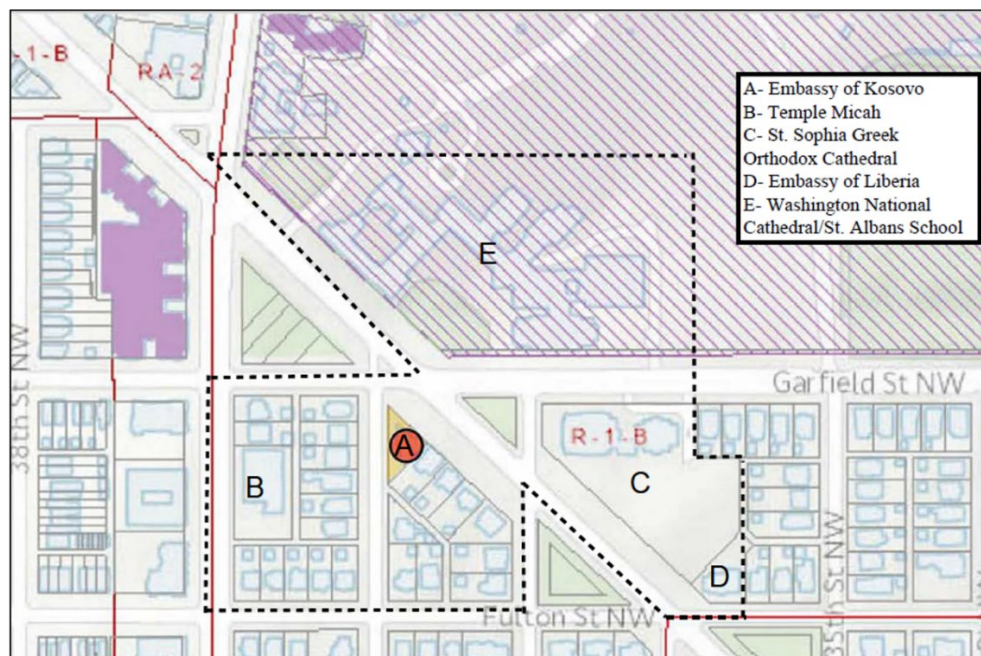 -1-B
RA-2
A- Embassy of Kosovo
B- Temple Micah
C- St. Sophia Greek
Orthodox Cathedral
D- Embassy of Liberia
E- Washington National
Cathedral/St. Albans School
E
38th St NW
Garfield St NW
A
R-1-B
B
C
D
35th St NW
Fulton St NW